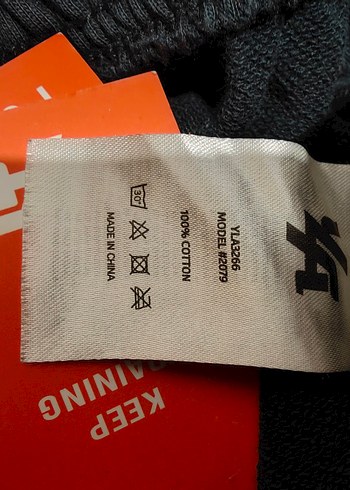 YLA3266
MODEL #2079
100% COTTON
30°
MADE IN CHINA
KEEP
RAINING